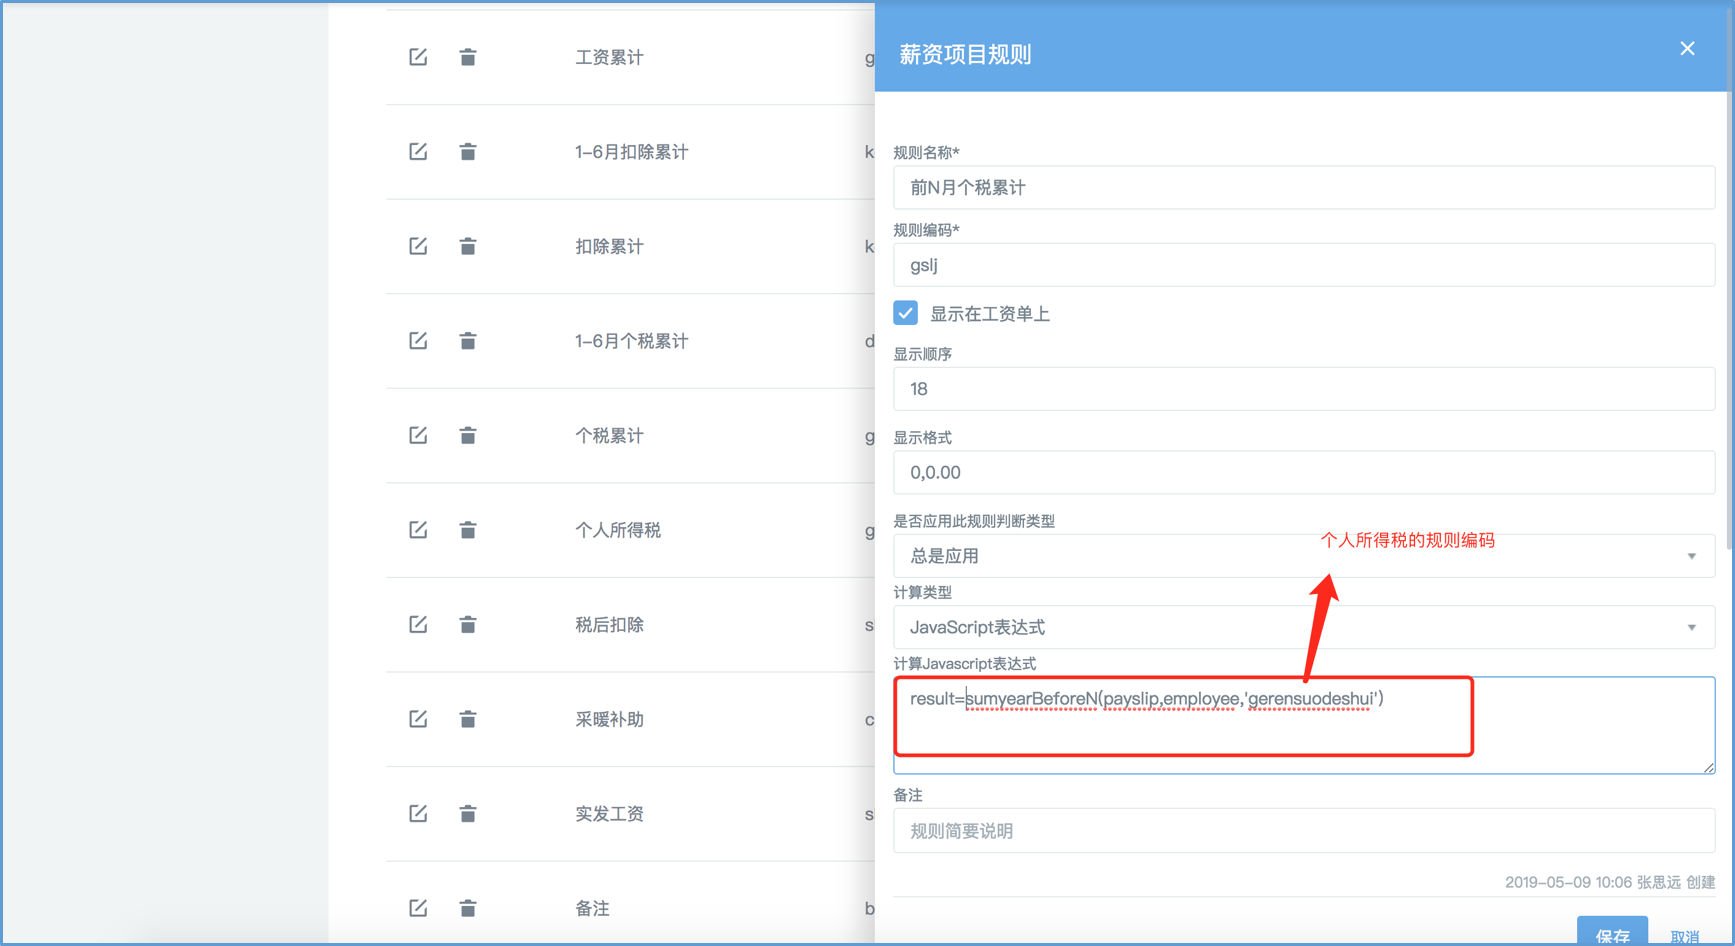 工资累计
g
1-6月扣除累计
k
扣除累计
k
1-6月个税累计
d
个税累计
g
个人所得税
g
税后扣除
s
采暖补助
c
实发工资
s
备注
b
薪资项目规则
规则名称*
前N月个税累计
规则编码*
gslj
显示在工资单上
显示顺序
18
显示格式
0,0.00
是否应用此规则判断类型
个人所得税的规则编码
总是应用
计算类型
JavaScript表达式
计算Javascript表达式
result=sumyearBeforeN(payslip,employee,'gerensuodeshui')
备注
规则简要说明
2019-05-09 10:06 张思远 创建
保存
取消